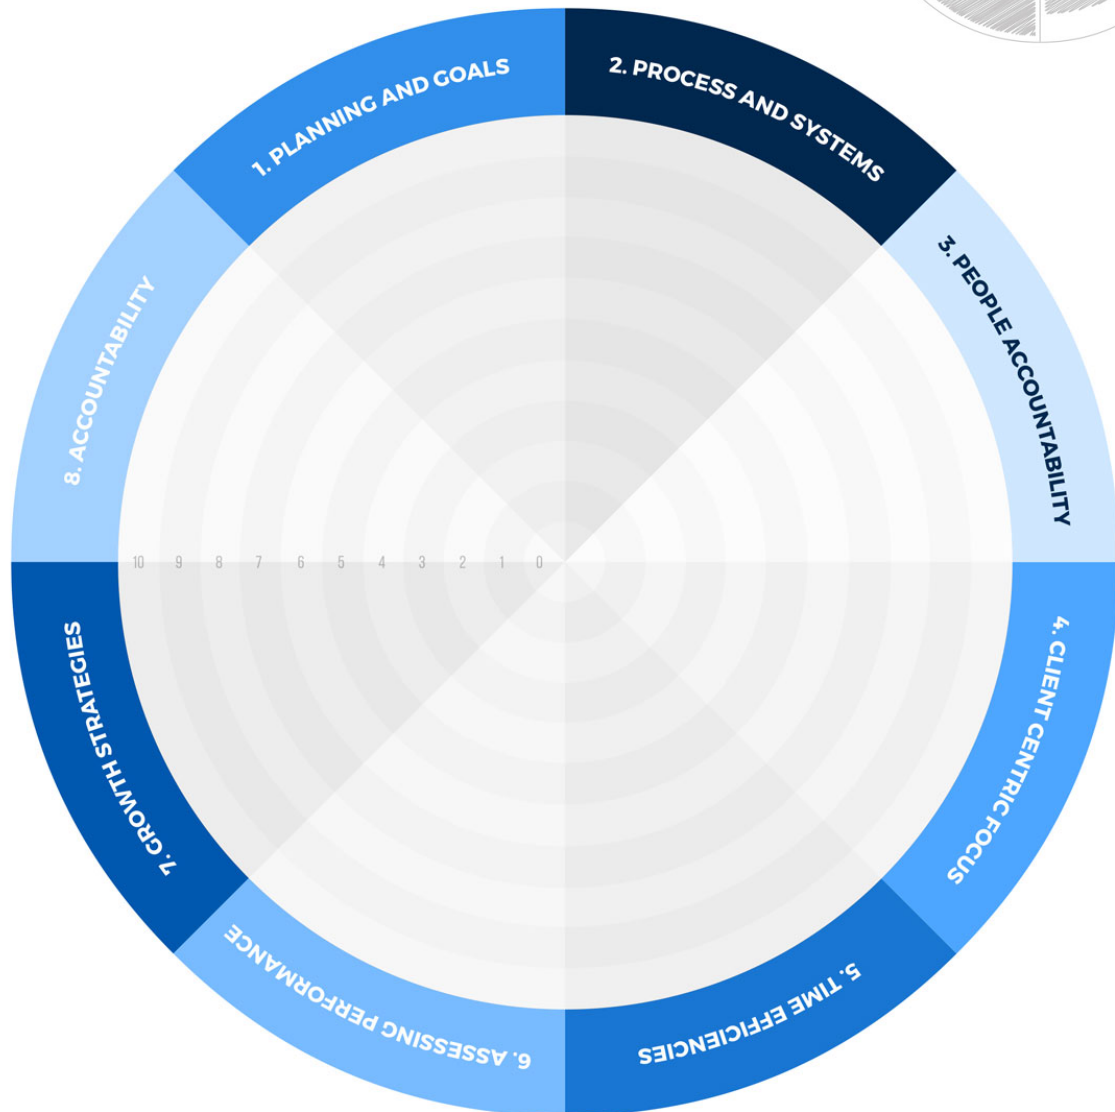 1. PLANNING AND GOALS
2. PROCESS AND SYSTEMS
3. PEOPLE ACCOUNTABILITY
4. CLIENT CENTRIC FOCUS
5. TIME EFFICIENCIES
6. ASSESSING PERFORMANCE
7. GROWTH STRATEGIES
8. ACCOUNTABILITY
10 9 8 7 6 5 4 3 2 1 0